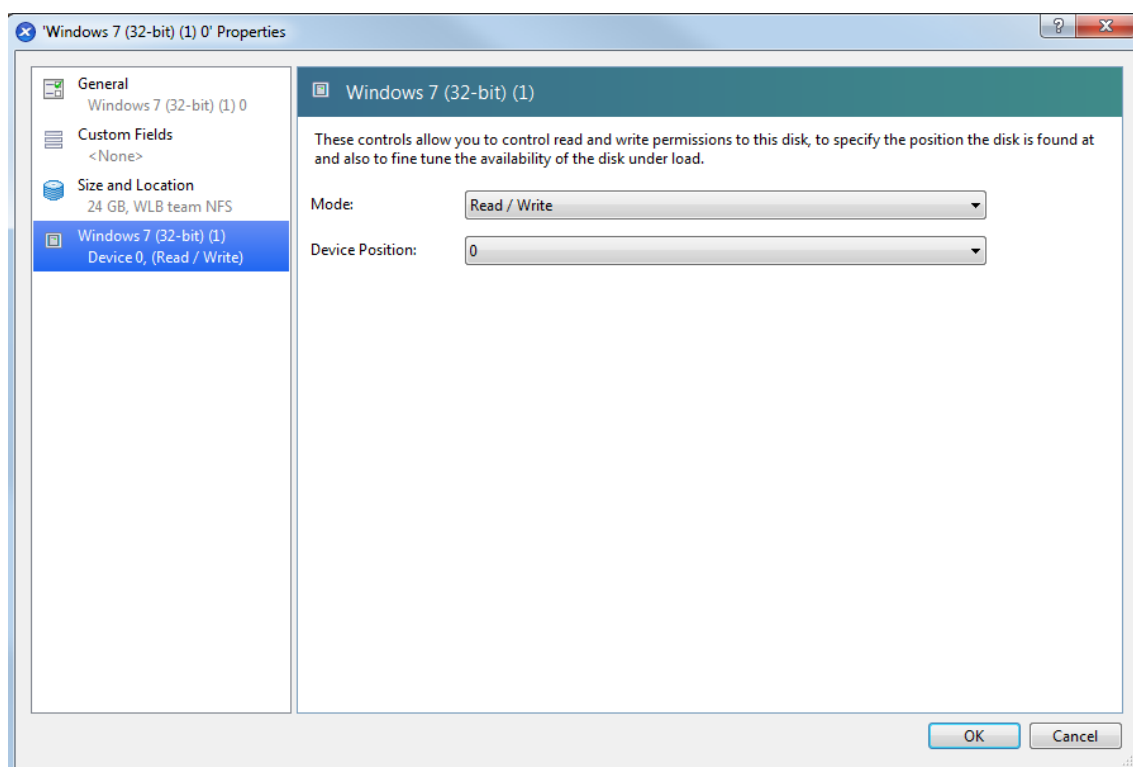 'Windows 7 (32-bit) (1) 0' Properties
General
Windows 7 (32-bit) (1) 0
Custom Fields
<None>
Size and Location
24 GB, WLB team NFS
Windows 7 (32-bit) (1)
Device 0, (Read / Write)
Windows 7 (32-bit) (1)
These controls allow you to control read and write permissions to this disk, to specify the position the disk is found at
and also to fine tune the availability of the disk under load.
Mode: Read / Write
Device Position: 0
OK Cancel